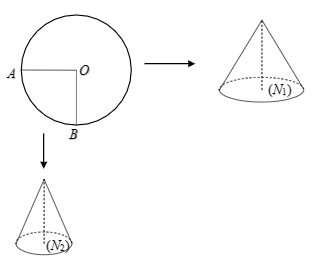 A O
B
(N1)
(N2)